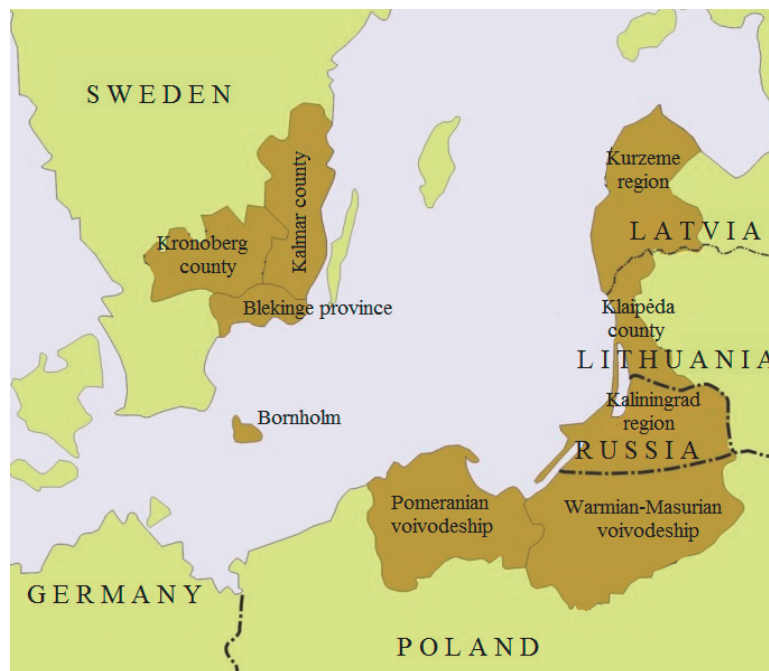 SWEDEN
Kurzeme
region
Kalmar county
Kronoberg
county
LATVIA
Blekinge province
Klaipėda
county
LITHUANIA
Kaliningrad
region
Bornholm
RUSSIA
Pomeranian
voivodeship
Warmian-Masurian
voivodeship
GERMANY
POLAND